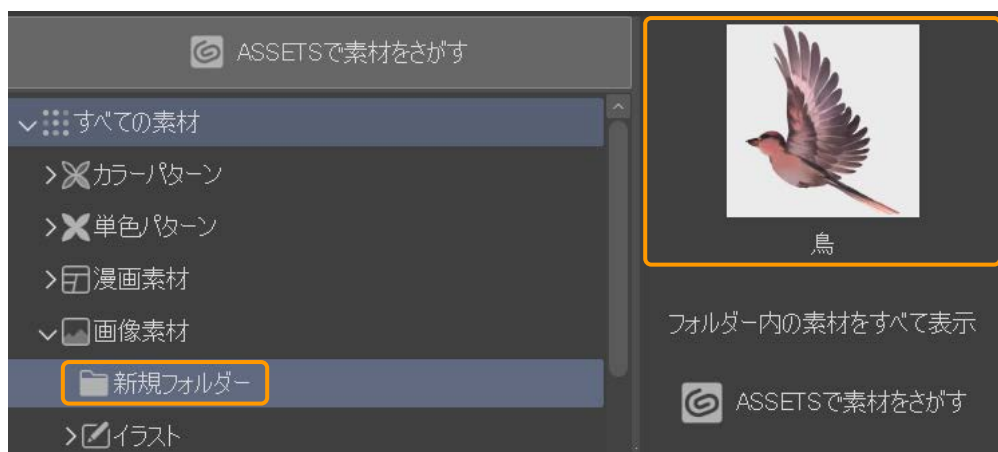 ASSETSで素材をさがす
すべての素材
カラーパターン
単色パターン
漫画素材
画像素材
新規フォルダー
イラスト
鳥
フォルダー内の素材をすべて表示
ASSETSで素材をさがす